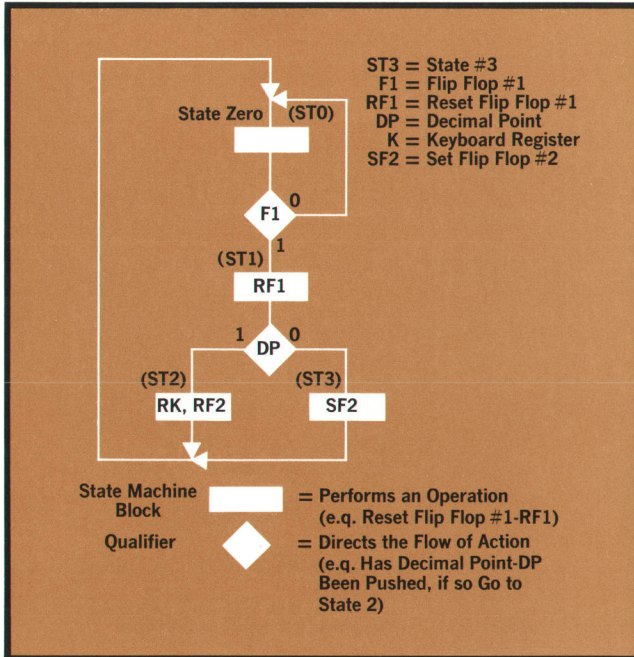 ST3 = State #3
F1 = Flip Flop #1
RF1 = Reset Flip Flop #1
DP = Decimal Point
K = Keyboard Register
SF2 = Set Flip Flop #2
State Zero (ST0)
F1 0
1
(ST1)
RF1
1 DP 0
(ST2) (ST3)
RK, RF2 SF2
State Machine
Block
= Performs an Operation
(e.q. Reset Flip Flop #1-RF1)
Qualifier
= Directs the Flow of Action
(e.q. Has Decimal Point-DP
Been Pushed, if so Go to
State 2)